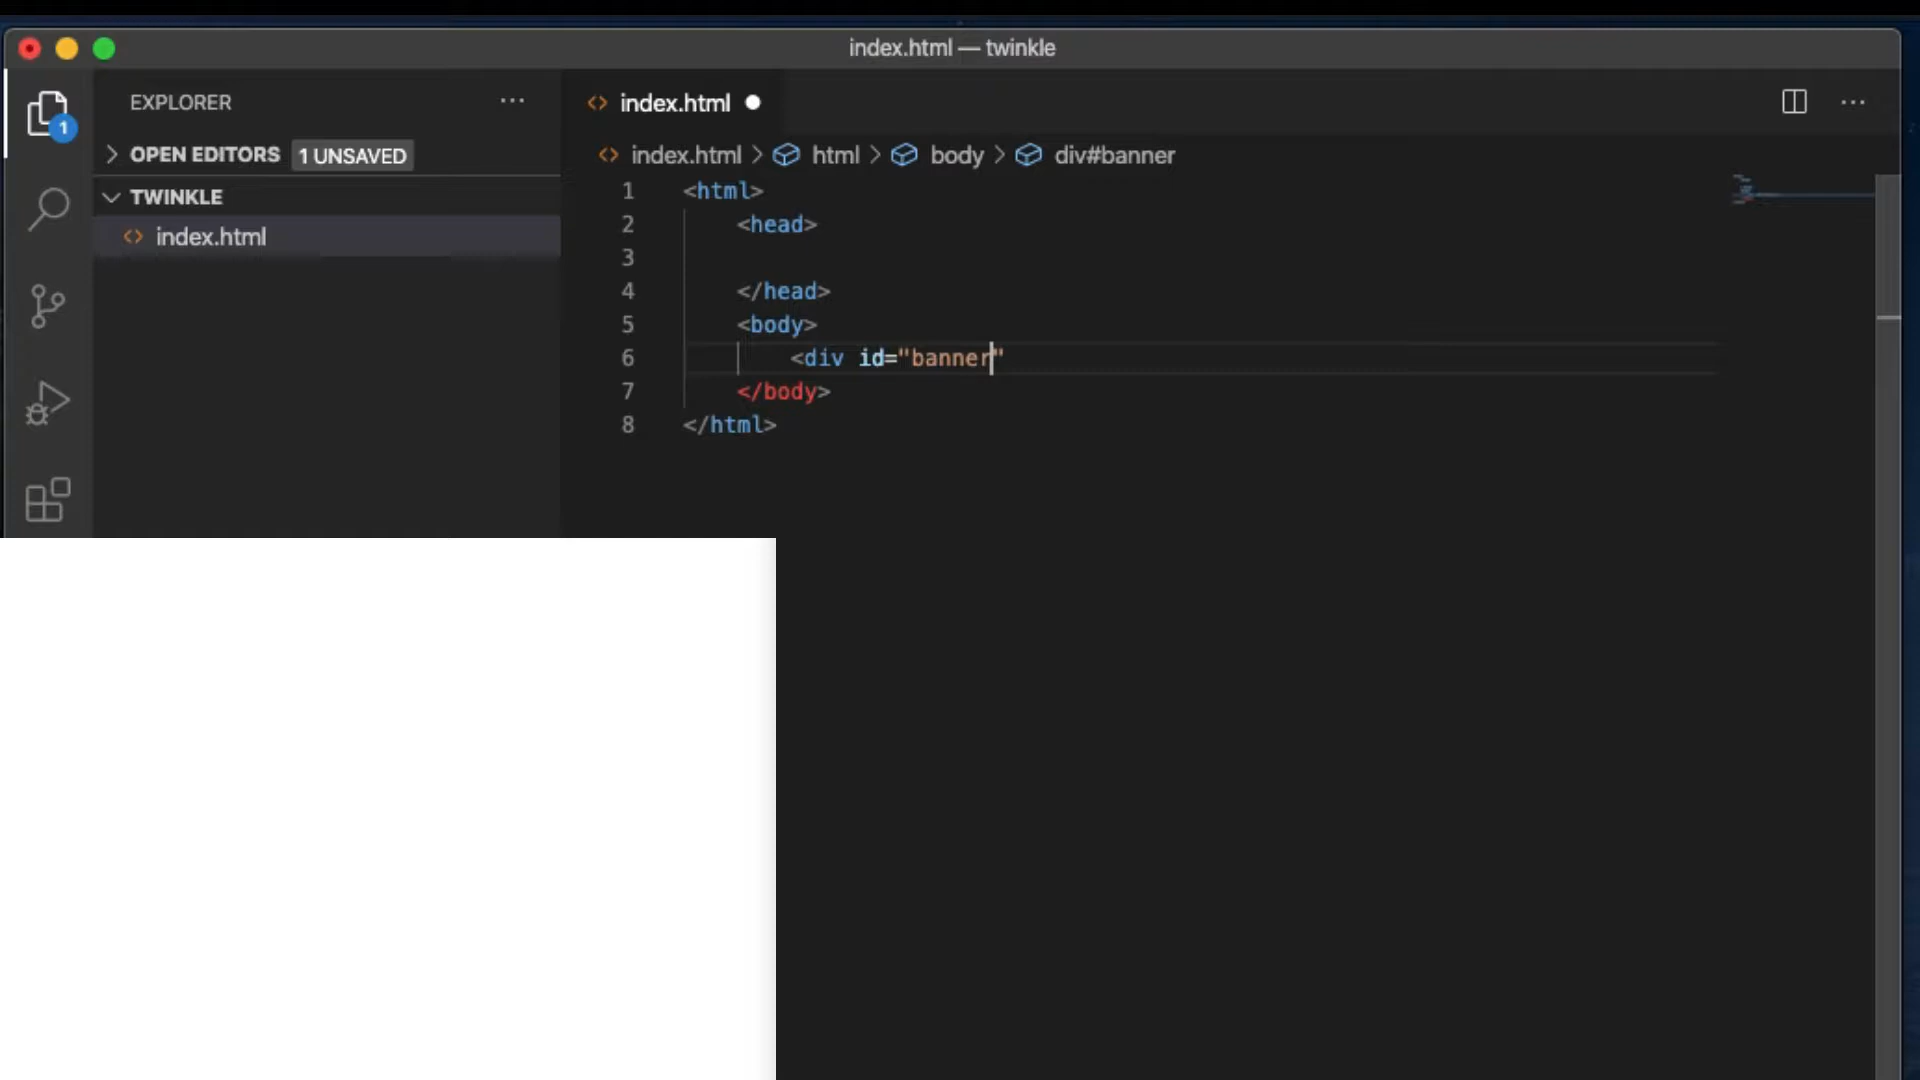 index.html — twinkle
EXPLORER ···
index.html
1
OPEN EDITORS 1 UNSAVED
index.html > html > body > div#banner
TWINKLE
index.html
1 <html>
2 <head>
3
4 </head>
5 <body>
6 <div id="banner"
7 </body>
8 </html>